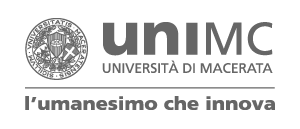 uniMC
UNIVERSITÀ DI MACERATA
l'umanesimo che innova